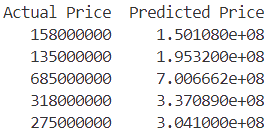 Actual Price Predicted Price
158000000 1.501080e+08
135000000 1.953200e+08
685000000 7.006662e+08
318000000 3.370890e+08
275000000 3.041000e+08